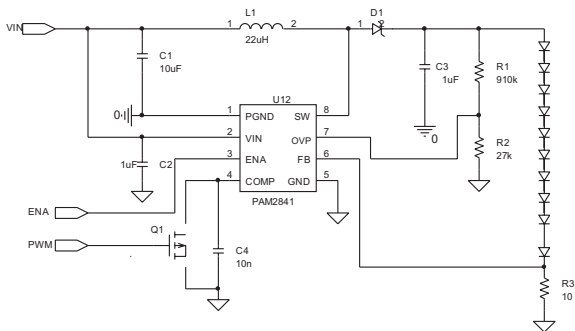 L1
D1
VIN
1
2
1
2
22uH
C1
10uF
C3
1uF
R1
910k
U12
0
1
PGND
SW
8
0
2
VIN
OVP
7
R2
27k
1uF
C2
3
ENA
FB
6
4
COMP
GND
5
ENA
PAM2841
Q1
PWM
C4
10n
R3
10